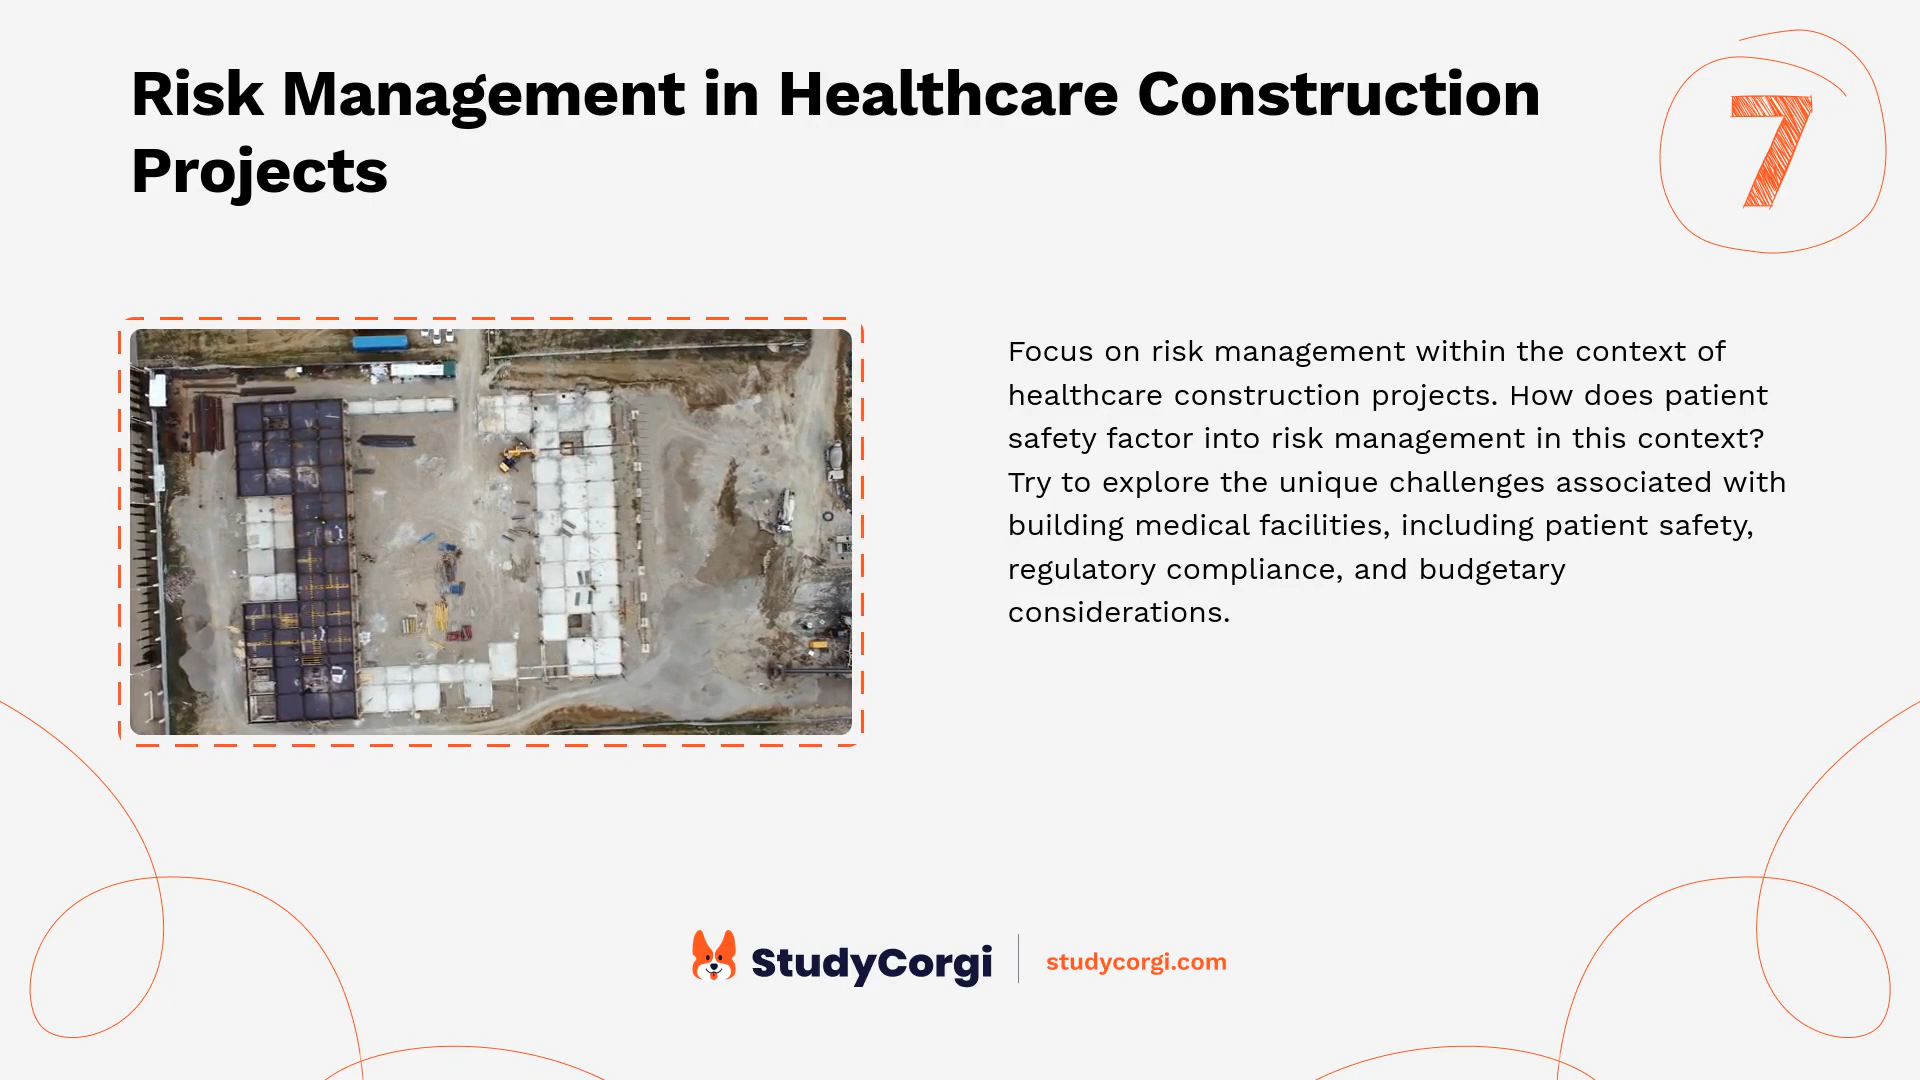 Risk Management in Healthcare Construction
Projects
7
Focus on risk management within the context of
healthcare construction projects. How does patient
safety factor into risk management in this context?
Try to explore the unique challenges associated with
building medical facilities, including patient safety,
regulatory compliance, and budgetary
considerations.
StudyCorgi
studycorgi.com